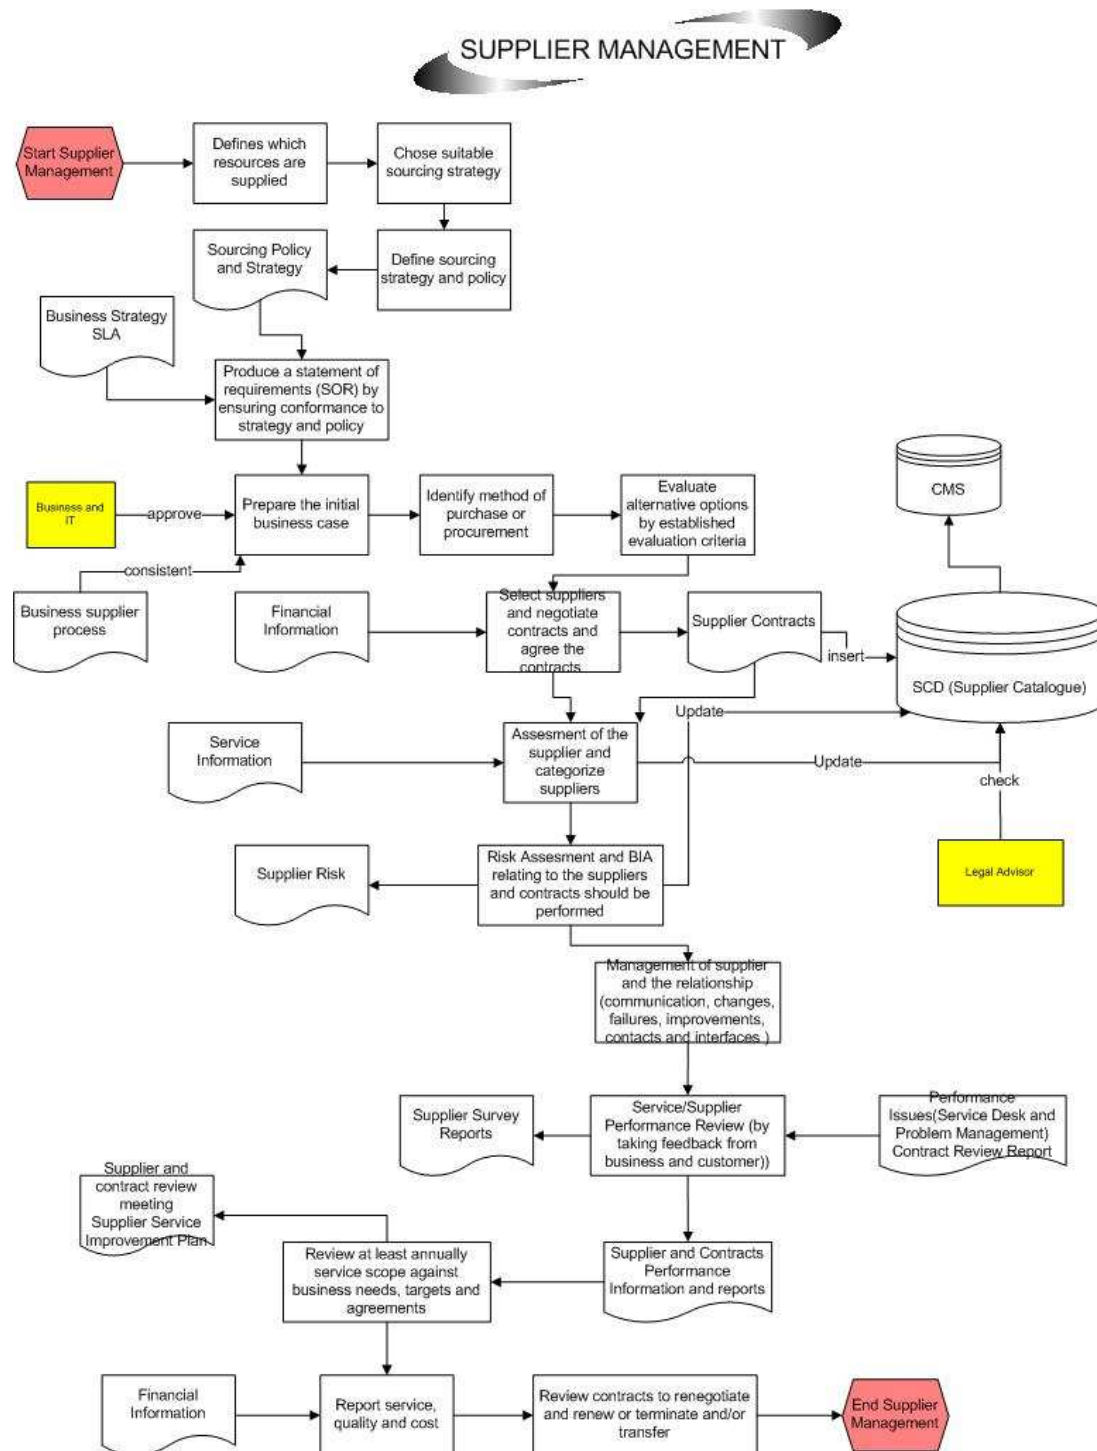 SUPPLIER MANAGEMENT
Start Supplier
Management
Defines which
resources are
supplied
Chose suitable
sourcing strategy
Sourcing Policy
and Strategy
Define sourcing
strategy and policy
Business Strategy
SLA
Produce a statement of
requirements (SOR) by
ensuring conformance to
strategy and policy
Business and
IT
approve
Prepare the initial
business case
Identify method of
purchase or
procurement
Evaluate
alternative options
by established
evaluation criteria
CMS
consistent
Business supplier
process
Financial
Information
Select suppliers
and negotiate
contracts and
agree the
contracts
Supplier Contracts
insert
SCD (Supplier Catalogue)
Update
Service
Information
Assesment of the
supplier and
categorize
suppliers
Update
check
Supplier Risk
Risk Assesment and BIA
relating to the suppliers
and contracts should be
performed
Legal Advisor
Management of supplier
and the relationship
(communication, changes,
failures, improvements,
contacts and interfaces )
Supplier Survey
Reports
Service/Supplier
Performance Review (by
taking feedback from
business and customer))
Performance
Issues(Service Desk and
Problem Management)
Contract Review Report
Supplier and
contract review
meeting
Supplier Service
Improvement Plan
Review at least annually
service scope against
business needs, targets and
agreements
Supplier and Contracts
Performance
Information and reports
Financial
Information
Report service,
quality and cost
Review contracts to renegotiate
and renew or terminate and/or
transfer
End Supplier
Management